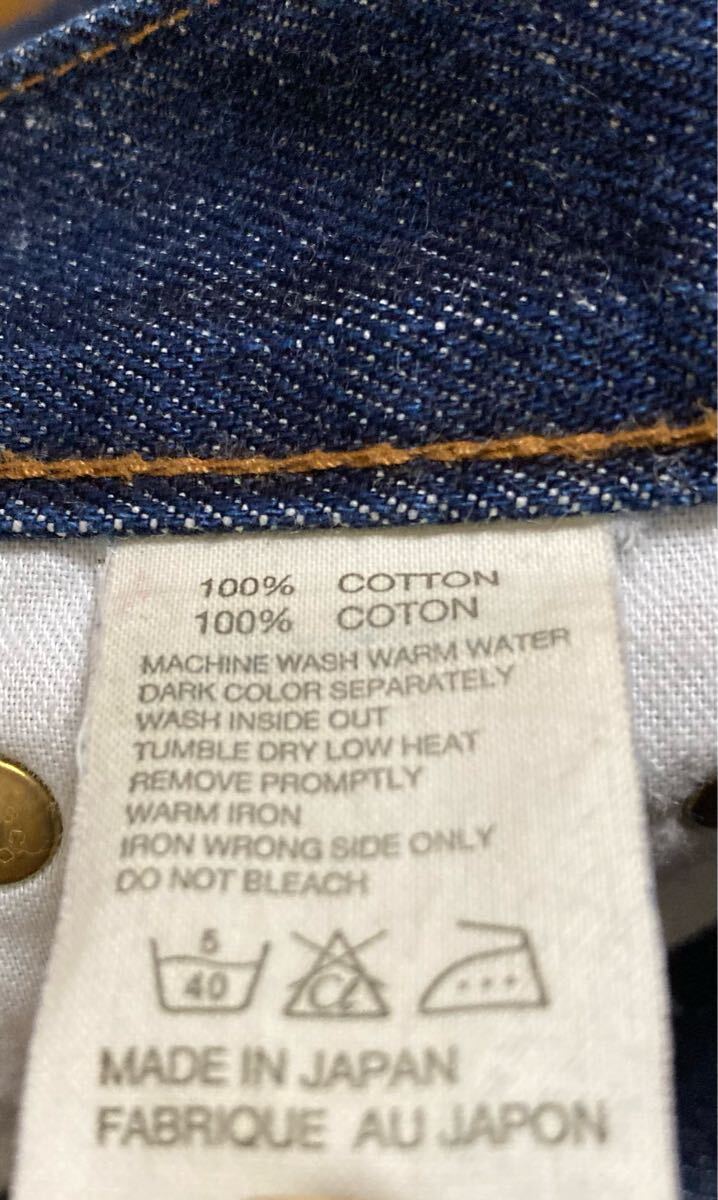 100% COTTON
100% COTON
MACHINE WASH WARM WATER
DARK COLOR SEPARATELY
WASH INSIDE OUT
TUMBLE DRY LOW HEAT
REMOVE PROMPTLY
WARM IRON
IRON WRONG SIDE ONLY
DO NOT BLEACH
5
40
Cl
MADE IN JAPAN
FABRIQUE AU JAPON